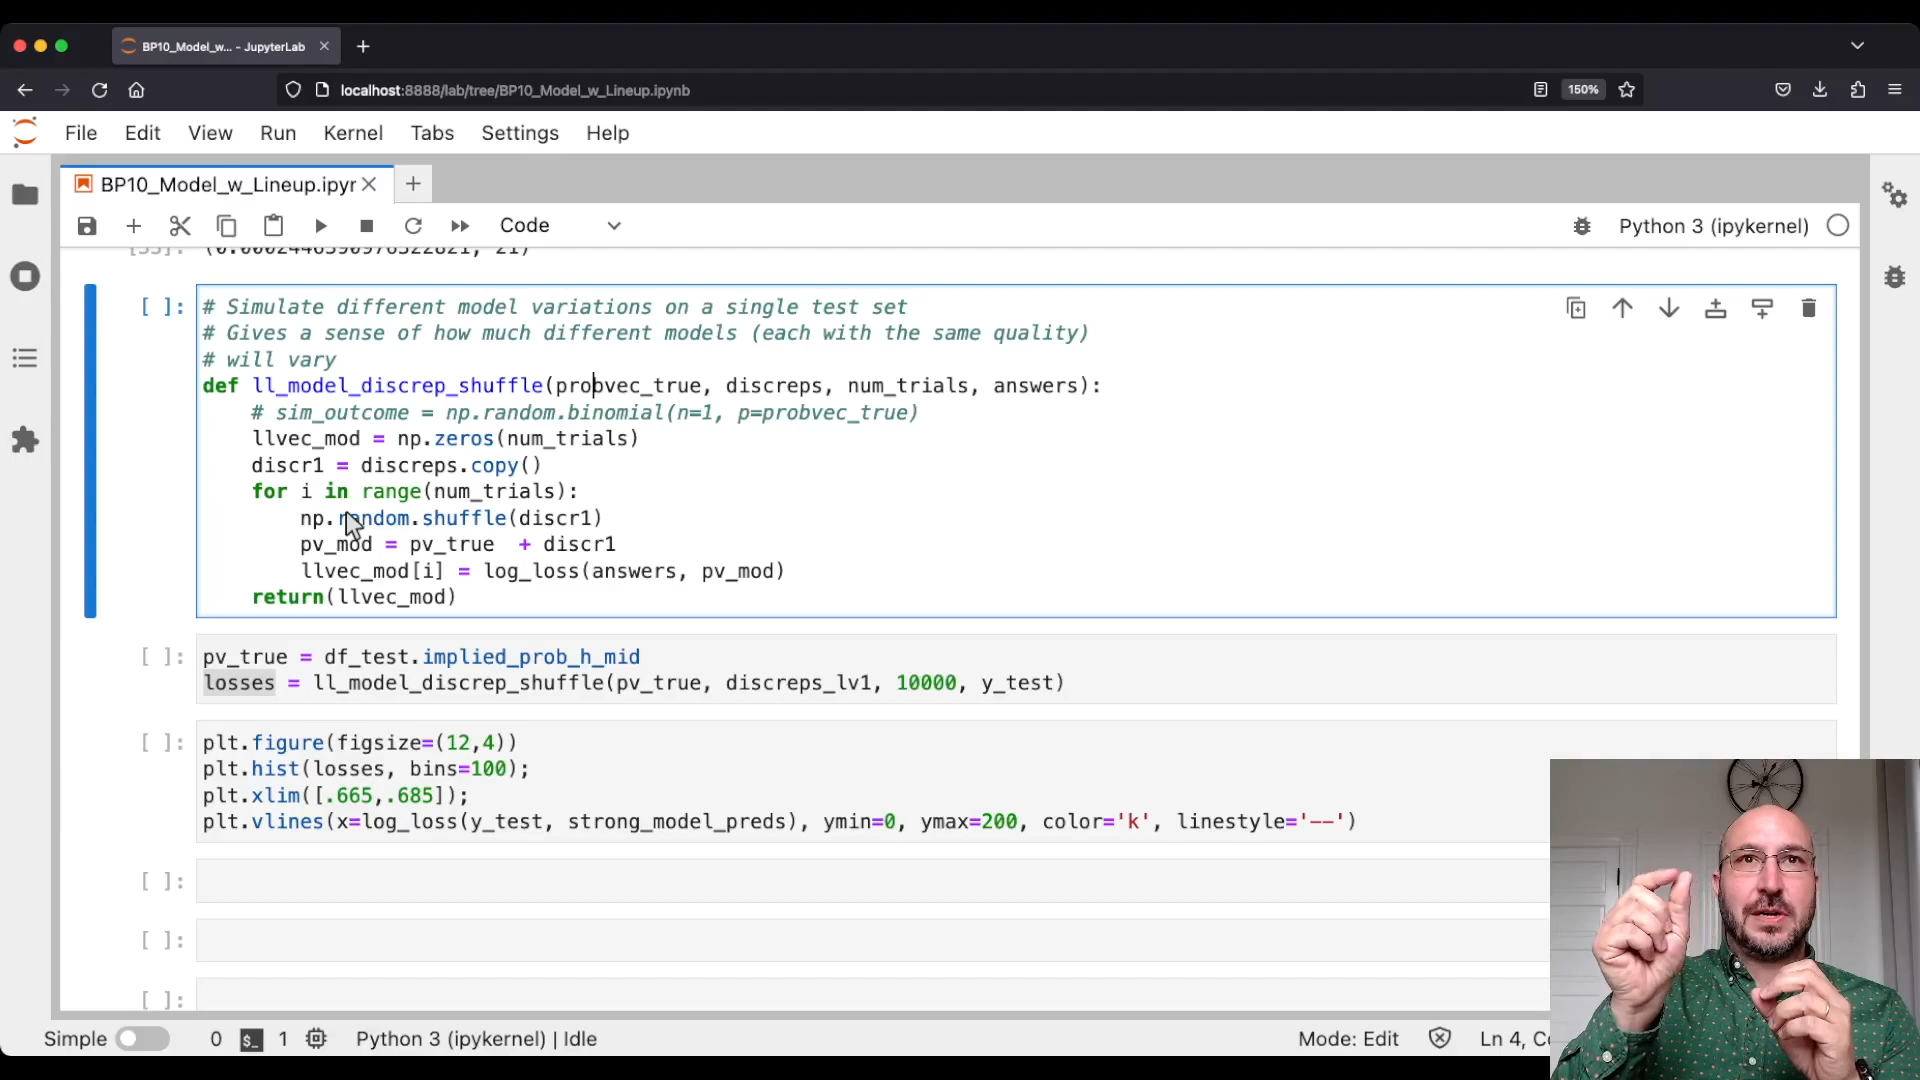 BP10_Model_w... - JupyterLab
localhost:8888/lab/tree/BP10_Model_w_Lineup.ipynb
150%
File Edit View Run Kernel Tabs Settings Help
BP10_Model_w_Lineup.ipyr
Code
Python 3 (ipykernel)
[ ]:
# Simulate different model variations on a single test set
# Gives a sense of how much different models (each with the same quality)
# will vary
def ll_model_discrep_shuffle(probvec_true, discreps, num_trials, answers):
    # sim_outcome = np.random.binomial(n=1, p=probvec_true)
    llvec_mod = np.zeros(num_trials)
    discr1 = discreps.copy()
    for i in range(num_trials):
        np.random.shuffle(discr1)
        pv_mod = pv_true  + discr1
        llvec_mod[i] = log_loss(answers, pv_mod)
    return(llvec_mod)
[ ]:
pv_true = df_test.implied_prob_h_mid
losses = ll_model_discrep_shuffle(pv_true, discreps_lv1, 10000, y_test)
[ ]:
plt.figure(figsize=(12,4))
plt.hist(losses, bins=100);
plt.xlim([.665,.685]);
plt.vlines(x=log_loss(y_test, strong_model_preds), ymin=0, ymax=200, color='k', linestyle='--')
[ ]:
[ ]:
[ ]:
Simple 0 $_ 1 Python 3 (ipykernel) | Idle Mode: Edit Ln 4,